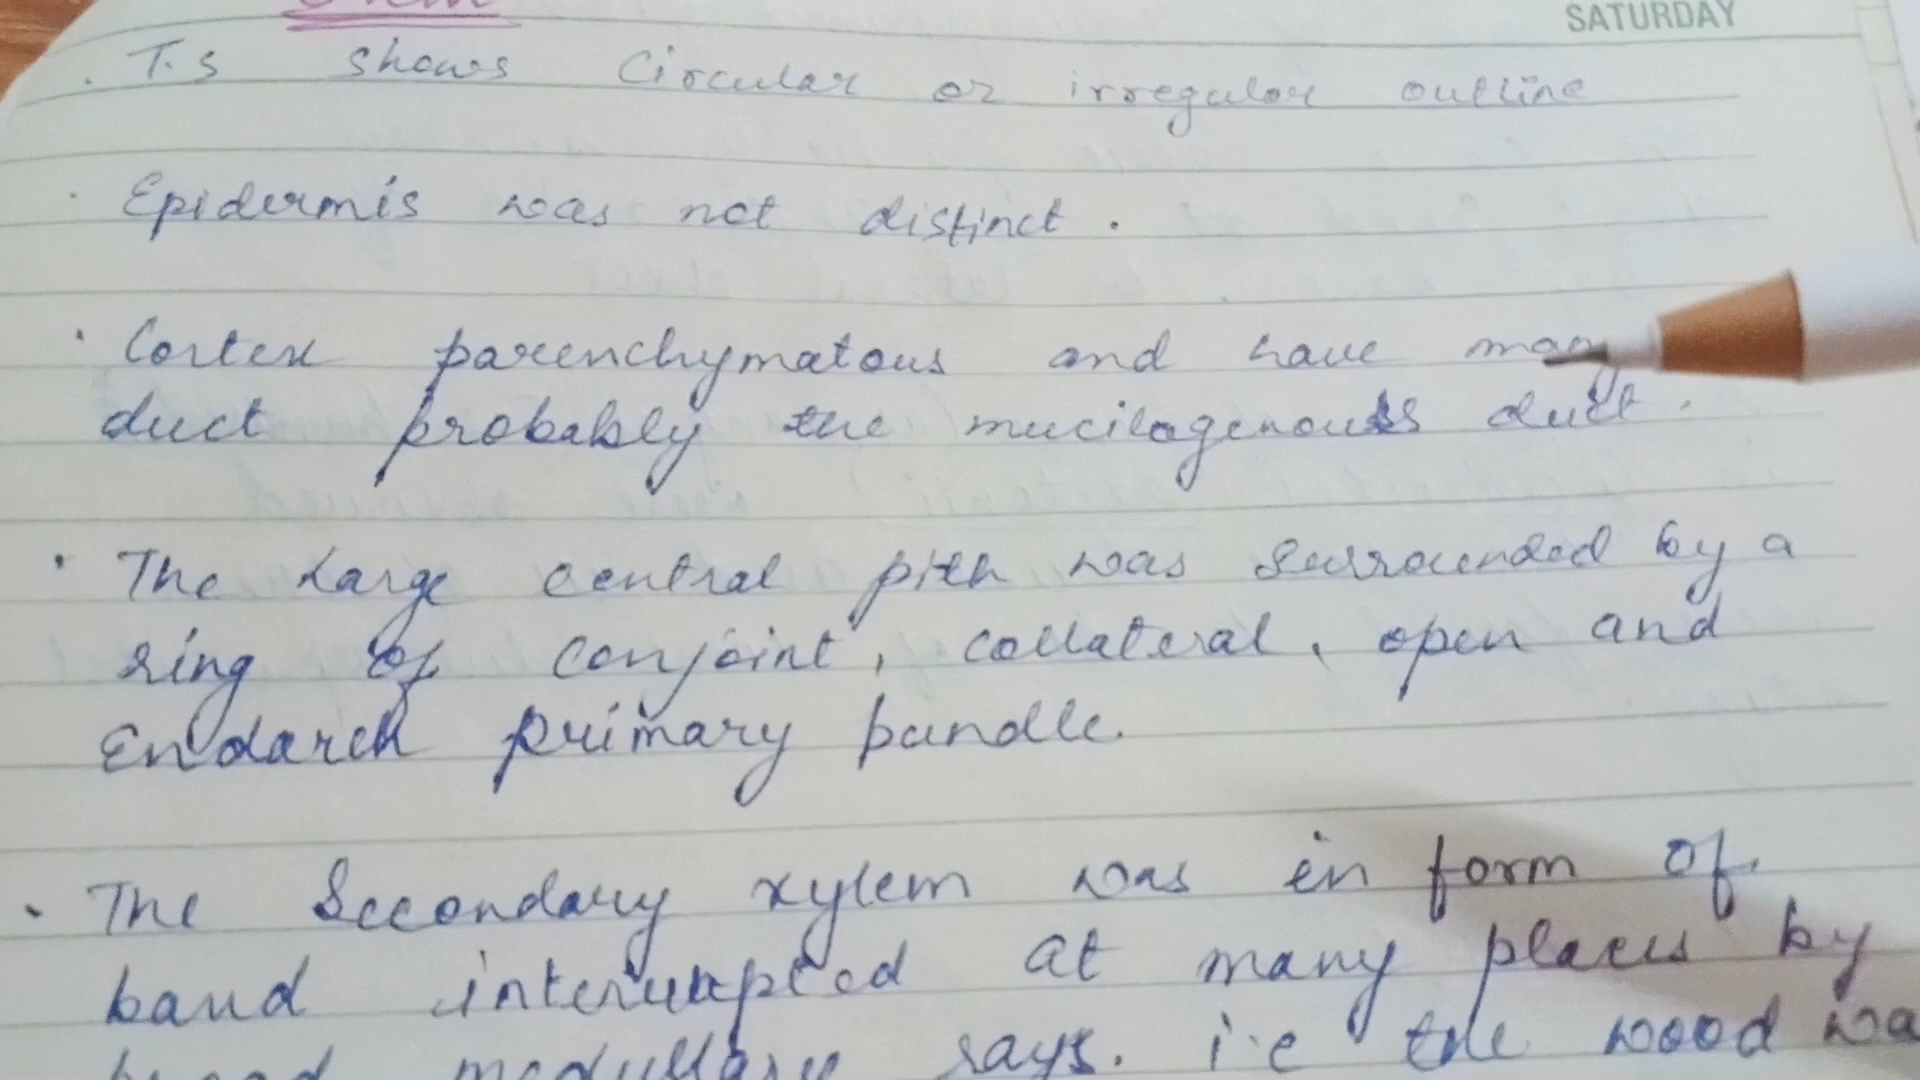 SATURDAY
. T.S shows Circular or irregular outline
. Epidermis was not distinct .
. Cortex parenchymatous and have many
duct probably the mucilagenous duct.
. The Large central pith was surrounded by a
ring of conjoint, collateral, open and
Endarch primary bundle.
. The Secondary xylem was in form of
band interrupted at many places by
broad medullary rays. i.e the wood wa